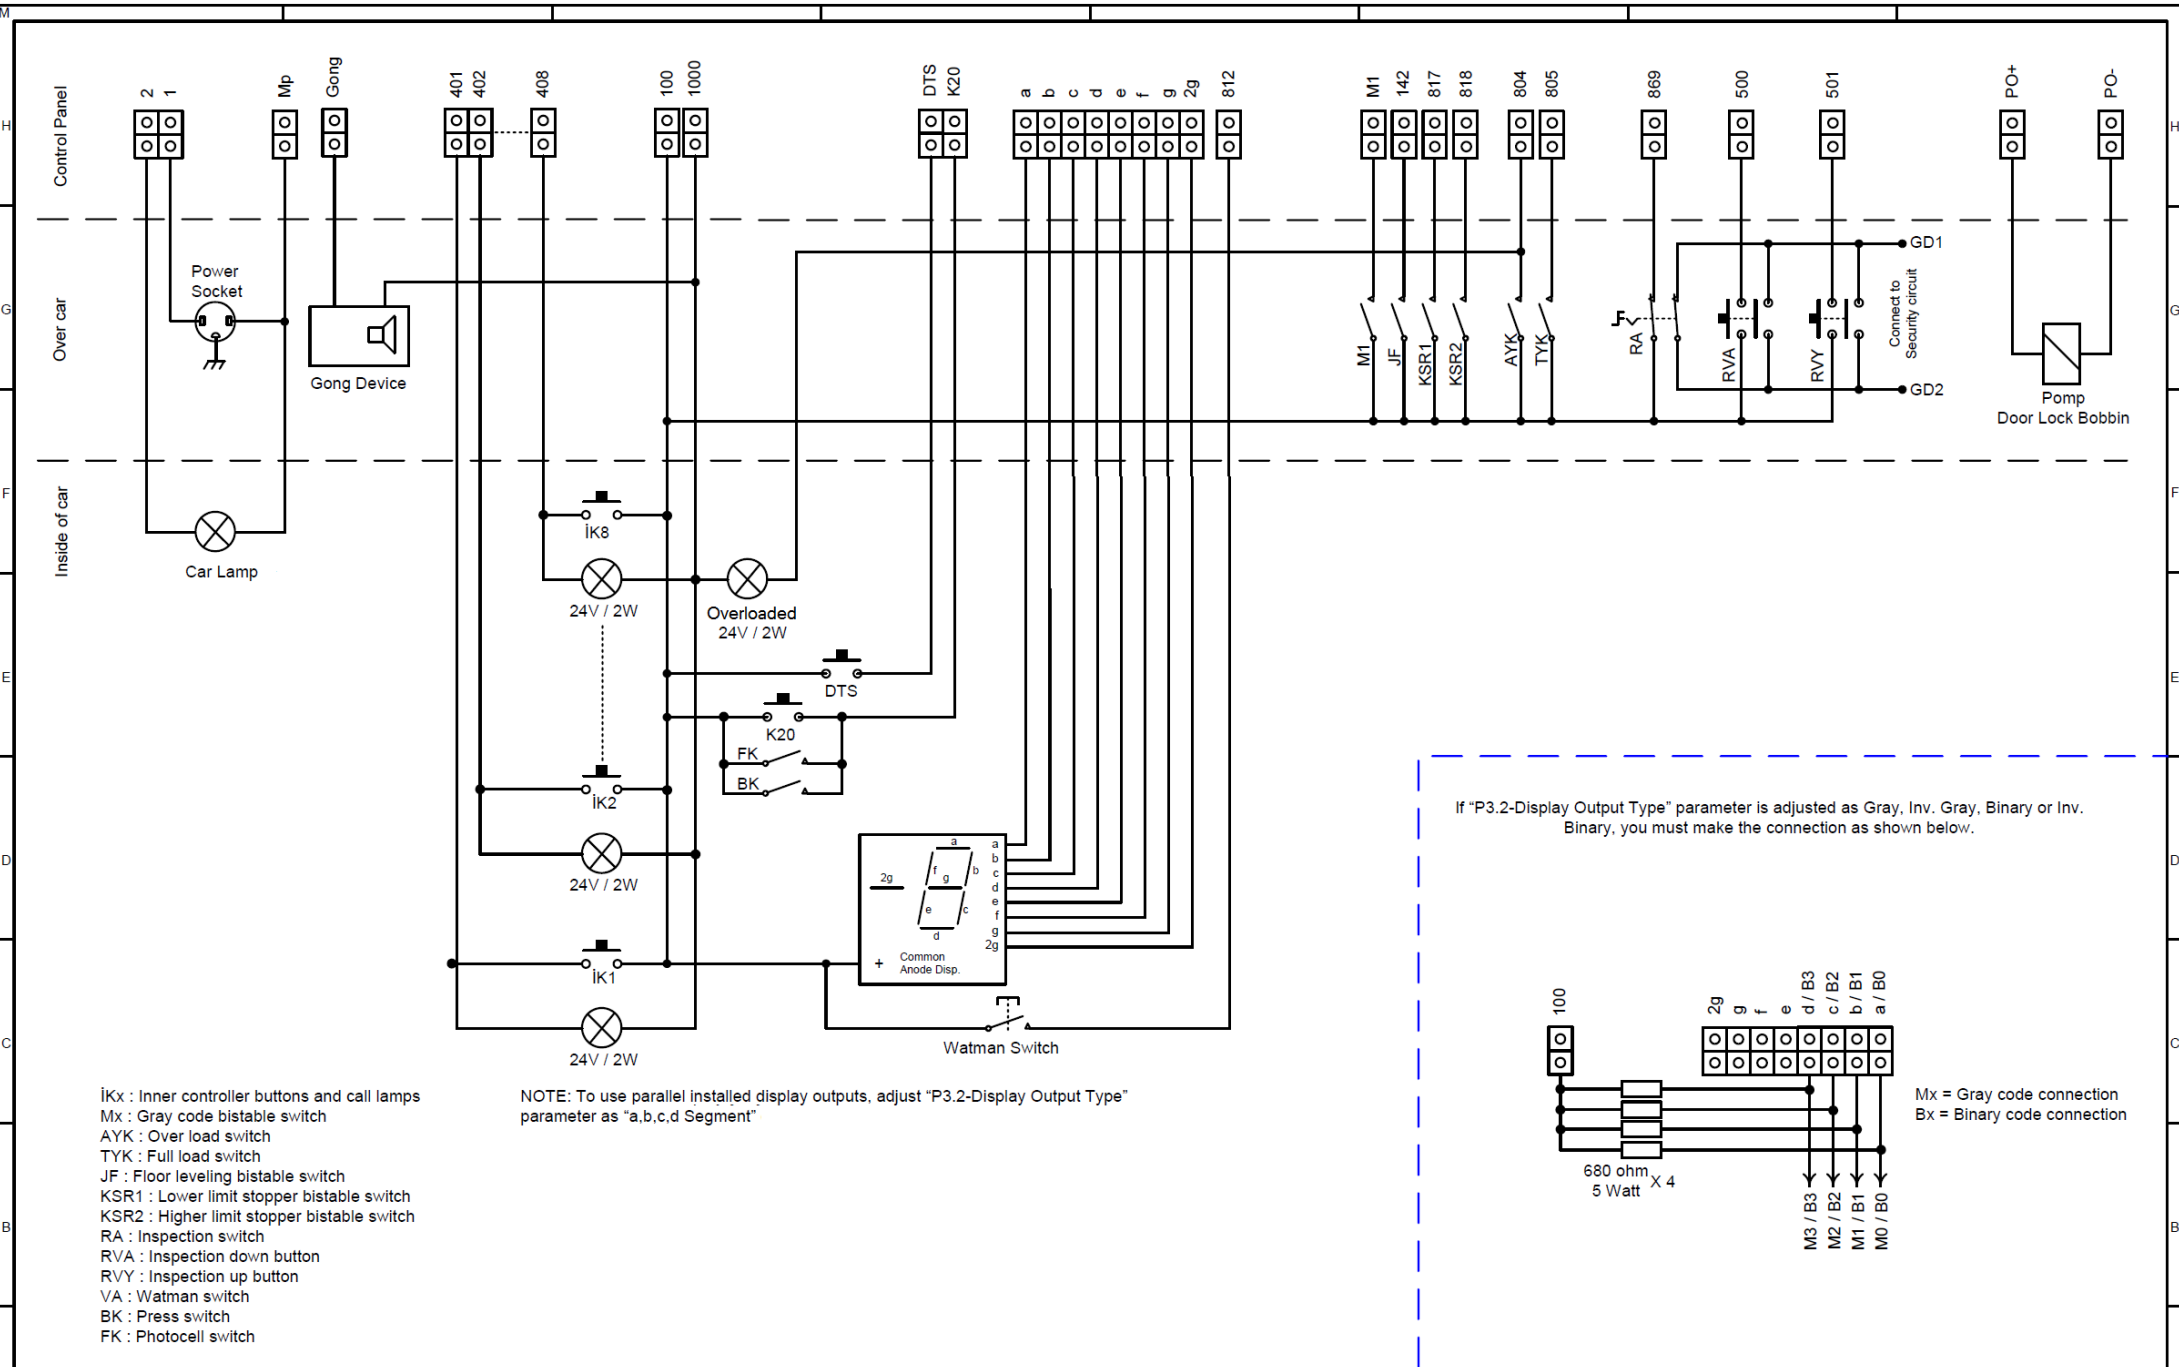 M
H
G
F
E
D
C
B
H
G
F
E
D
C
B
Control Panel
Over car
Inside of car
2
1
Mp
Gong
401
402
408
100
1000
DTS
K20
a
b
c
d
e
f
g
2g
812
M1
142
817
818
804
805
869
500
501
PO+
PO-
Power
Socket
Gong Device
M1
JF
KSR1
KSR2
AYK
TYK
RA
RVA
RVY
GD1
Connect to
Security circuit
GD2
Pomp
Door Lock Bobbin
Car Lamp
İK8
24V / 2W
Overloaded
24V / 2W
DTS
K20
FK
BK
İK2
24V / 2W
İK1
24V / 2W
a
f
b
g
2g
e
c
d
a
b
c
d
e
f
g
2g
+
Common
Anode Disp.
Watman Switch
If “P3.2-Display Output Type” parameter is adjusted as Gray, Inv. Gray, Binary or Inv.
Binary, you must make the connection as shown below.
100
2g
g
f
e
d / B3
c / B2
b / B1
a / B0
680 ohm
5 Watt
X 4
M3 / B3
M2 / B2
M1 / B1
M0 / B0
Mx = Gray code connection
Bx = Binary code connection
İKx : Inner controller buttons and call lamps
Mx : Gray code bistable switch
AYK : Over load switch
TYK : Full load switch
JF : Floor leveling bistable switch
KSR1 : Lower limit stopper bistable switch
KSR2 : Higher limit stopper bistable switch
RA : Inspection switch
RVA : Inspection down button
RVY : Inspection up button
VA : Watman switch
BK : Press switch
FK : Photocell switch
NOTE: To use parallel installed display outputs, adjust “P3.2-Display Output Type”
parameter as “a,b,c,d Segment”